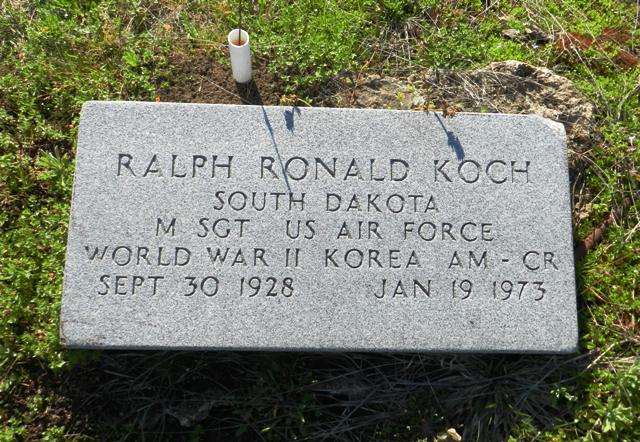 RALPH RONALD KOCH
SOUTH DAKOTA
M SGT US AIR FORCE
WORLD WAR II KOREA AM - CR
SEPT 30 1928 JAN 19 1973